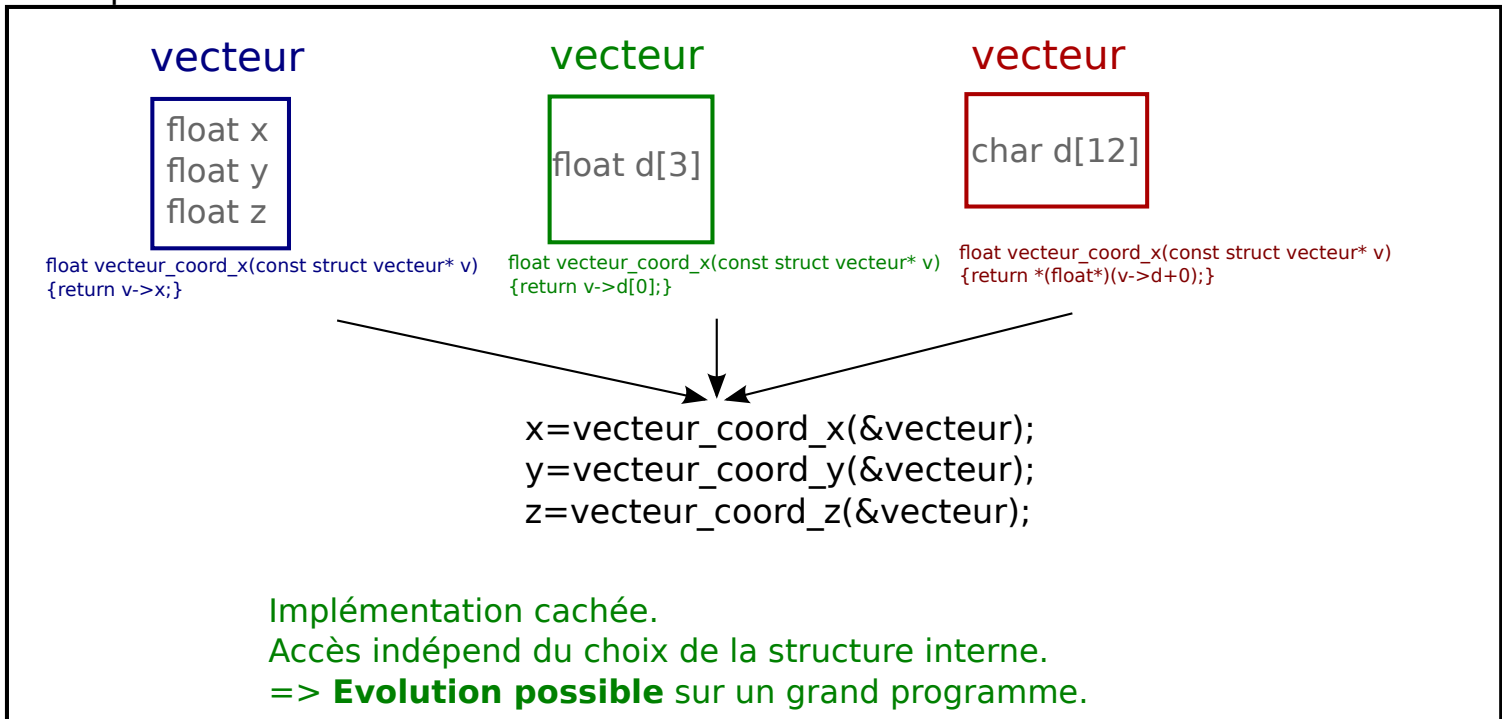 vecteur
float x
float y
float z
float vecteur_coord_x(const struct vecteur* v)
{return v->x;}
vecteur
float d[3]
float vecteur_coord_x(const struct vecteur* v)
{return v->d[0];}
vecteur
char d[12]
float vecteur_coord_x(const struct vecteur* v)
{return *(float*)(v->d+0);}
x=vecteur_coord_x(&vecteur);
y=vecteur_coord_y(&vecteur);
z=vecteur_coord_z(&vecteur);
Implémentation cachée.
Accès indépend du choix de la structure interne.
=> Evolution possible sur un grand programme.